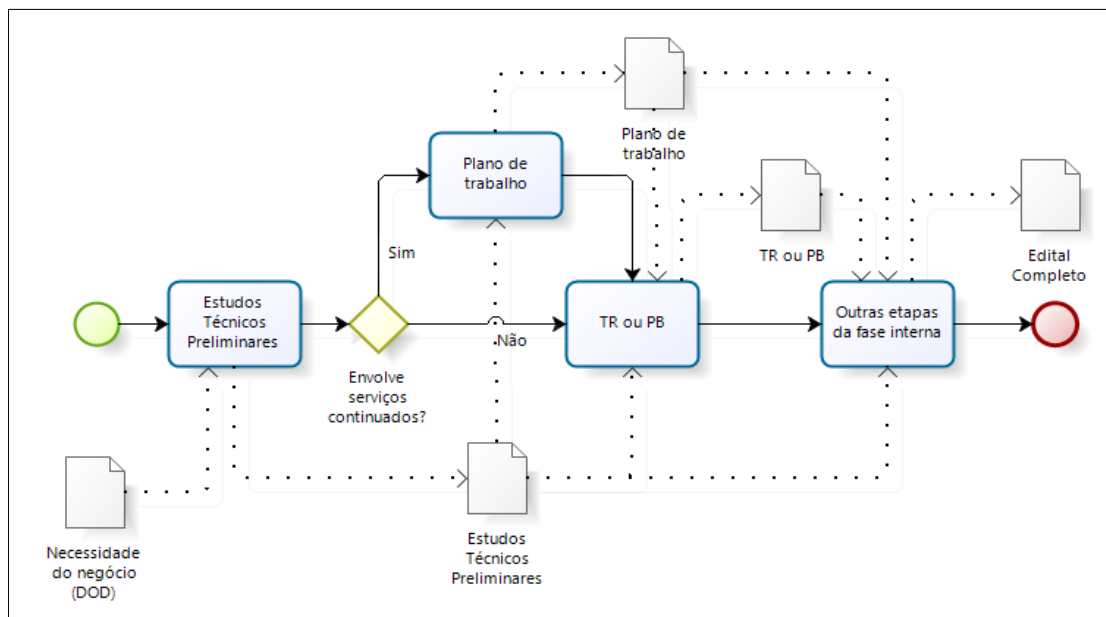 Plano de
trabalho
Plano de
trabalho
Sim
TR ou PB
Edital
Completo
Estudos
Técnicos
Preliminares
Não
TR ou PB
Outras etapas
da fase interna
Envolve
serviços
continuados?
Necessidade
do negócio
(DOD)
Estudos
Técnicos
Preliminares